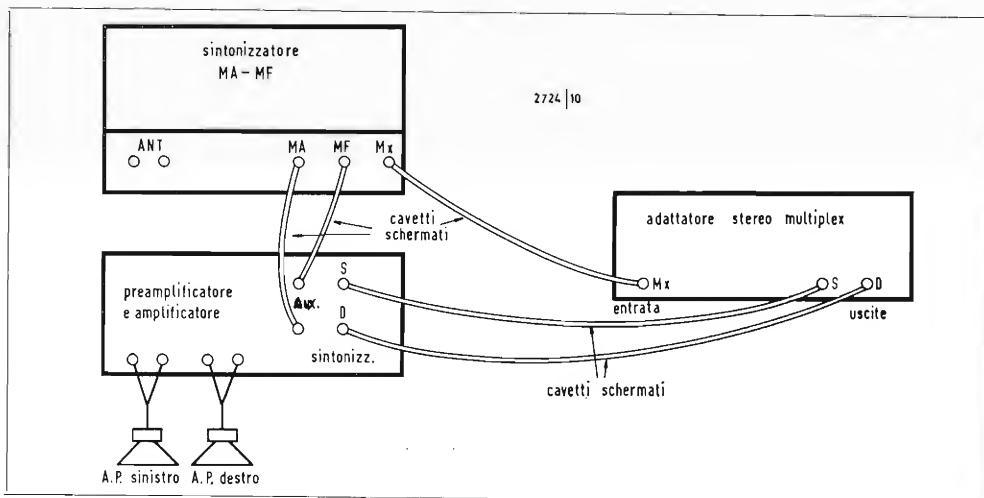 sintonizzatore
MA – MF
2724|10
ANT
MA
MF
Mx
cavetti
schermati
adattatore stereo multiplex
Mx
S
D
entrata
uscite
preamplificatore
e amplificatore
Aux.
S
D
sintonizz.
cavetti schermati
A.P. sinistro
A.P. destro